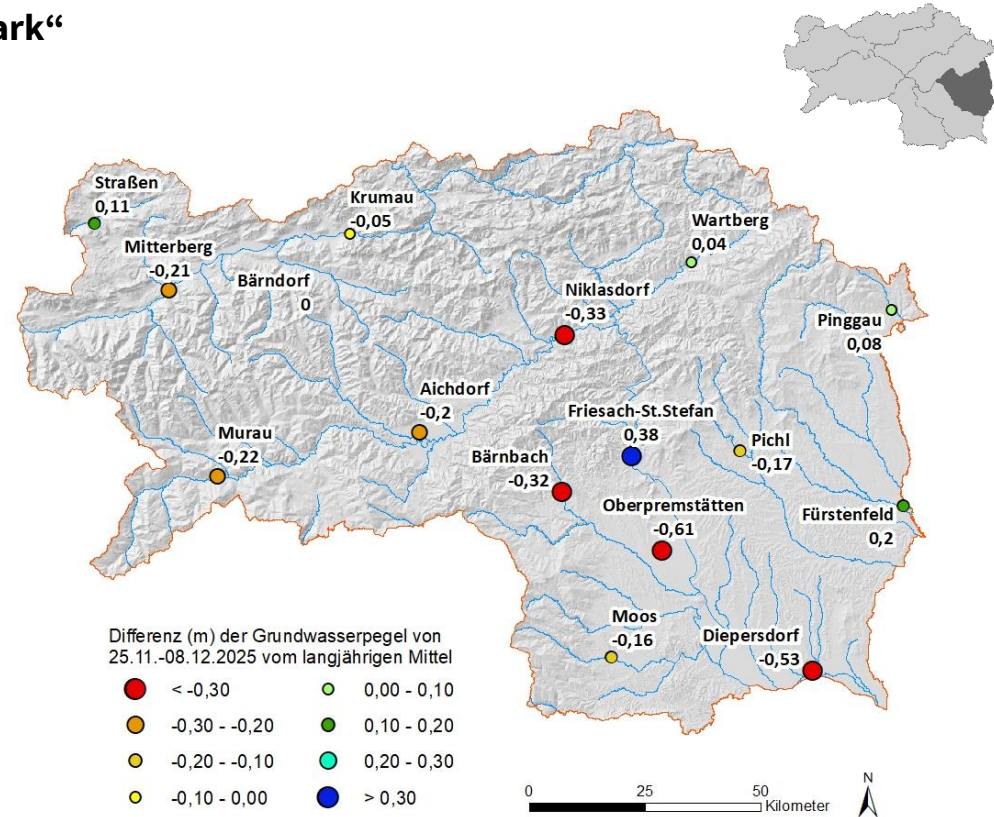 ark“
Straßen
0,11
Krumau
-0,05
Wartberg
0,04
Mitterberg
-0,21
Bärndorf
0
Niklasdorf
-0,33
Pinggau
0,08
Aichdorf
-0,2
Friesach-St.Stefan
0,38
Murau
-0,22
Pichl
-0,17
Bärnbach
-0,32
Oberpremstätten
-0,61
Fürstenfeld
0,2
Moos
-0,16
Diepersdorf
-0,53
Differenz (m) der Grundwasserpegel von
25.11.-08.12.2025 vom langjährigen Mittel
< -0,30
-0,30 - -0,20
-0,20 - -0,10
-0,10 - 0,00
0,00 - 0,10
0,10 - 0,20
0,20 - 0,30
> 0,30
0 25 50
Kilometer
N